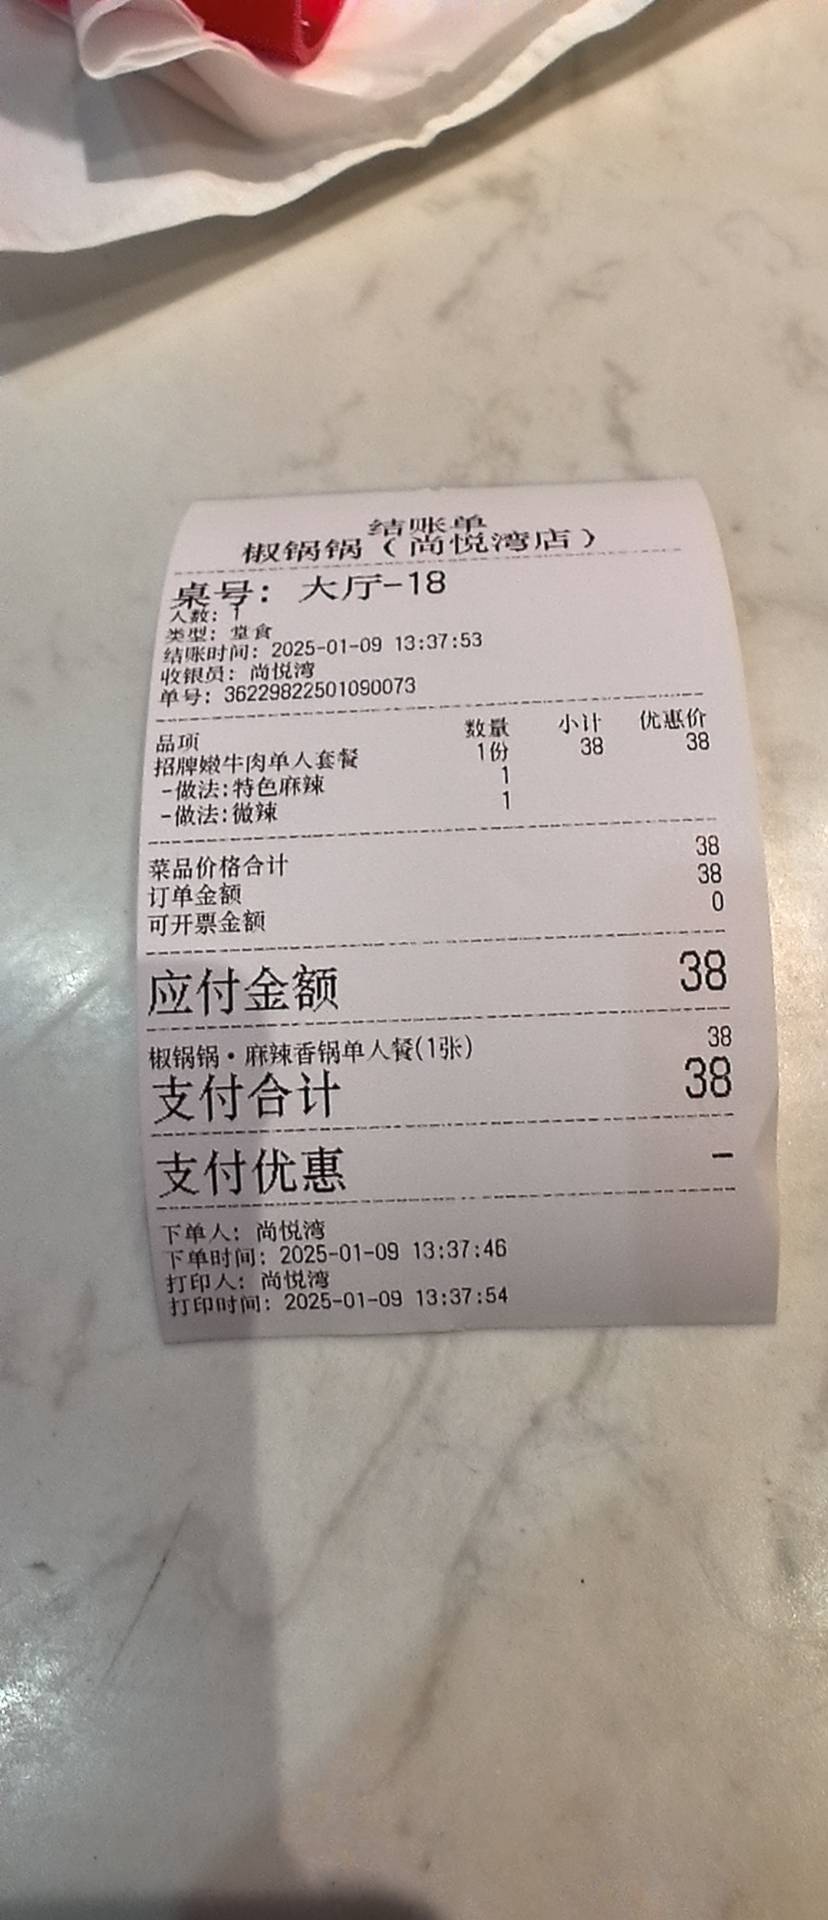 结账单
椒锅锅（尚悦湾店）
桌号: 大厅-18
人数: 1
类型: 堂食
结账时间: 2025-01-09 13:37:53
收银员: 尚悦湾
单号: 36229822501090073
品项 数量 小计 优惠价
招牌嫩牛肉单人套餐 1份 38 38
-做法:特色麻辣 1
-做法:微辣 1
菜品价格合计 38
订单金额 38
可开票金额 0
应付金额 38
椒锅锅·麻辣香锅单人餐(1张) 38
支付合计 38
支付优惠 -
下单人: 尚悦湾
下单时间: 2025-01-09 13:37:46
打印人: 尚悦湾
打印时间: 2025-01-09 13:37:54